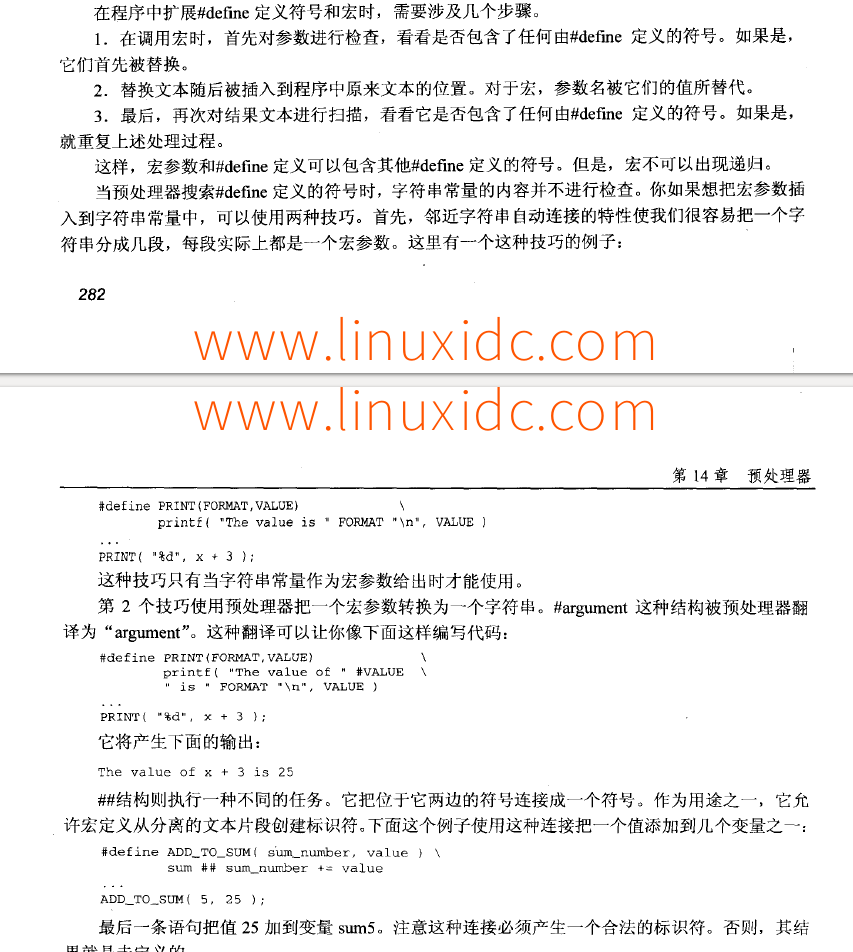 在程序中扩展#define 定义符号和宏时，需要涉及几个步骤。
1．在调用宏时，首先对参数进行检查，看看是否包含了任何由#define 定义的符号。如果是，
它们首先被替换。
2．替换文本随后被插入到程序中原来文本的位置。对于宏，参数名被它们的值所替代。
3．最后，再次对结果文本进行扫描，看看它是否包含了任何由#define 定义的符号。如果是，
就重复上述处理过程。
这样，宏参数和#define 定义可以包含其他#define 定义的符号。但是，宏不可以出现递归。
当预处理器搜索#define 定义的符号时，字符串常量的内容并不进行检查。你如果想把宏参数插
入到字符串常量中，可以使用两种技巧。首先，邻近字符串自动连接的特性使我们很容易把一个字
符串分成几段，每段实际上都是一个宏参数。这里有一个这种技巧的例子：
282
www.linuxidc.com
www.linuxidc.com
第 14 章 预处理器
#define PRINT(FORMAT,VALUE) \
printf( "The value is " FORMAT "\n", VALUE )
...
PRINT( "%d", x + 3 );
这种技巧只有当字符串常量作为宏参数给出时才能使用。
第 2 个技巧使用预处理器把一个宏参数转换为一个字符串。#argument 这种结构被预处理器翻
译为“argument”。这种翻译可以让你像下面这样编写代码：
#define PRINT(FORMAT,VALUE) \
printf( "The value of " #VALUE \
" is " FORMAT "\n", VALUE )
...
PRINT( "%d", x + 3 );
它将产生下面的输出：
The value of x + 3 is 25
##结构则执行一种不同的任务。它把位于它两边的符号连接成一个符号。作为用途之一，它允
许宏定义从分离的文本片段创建标识符。下面这个例子使用这种连接把一个值添加到几个变量之一：
#define ADD_TO_SUM( sum_number, value ) \
sum ## sum_number += value
...
ADD_TO_SUM( 5, 25 );
最后一条语句把值 25 加到变量 sum5。注意这种连接必须产生一个合法的标识符。否则，其结
果就是未定义的